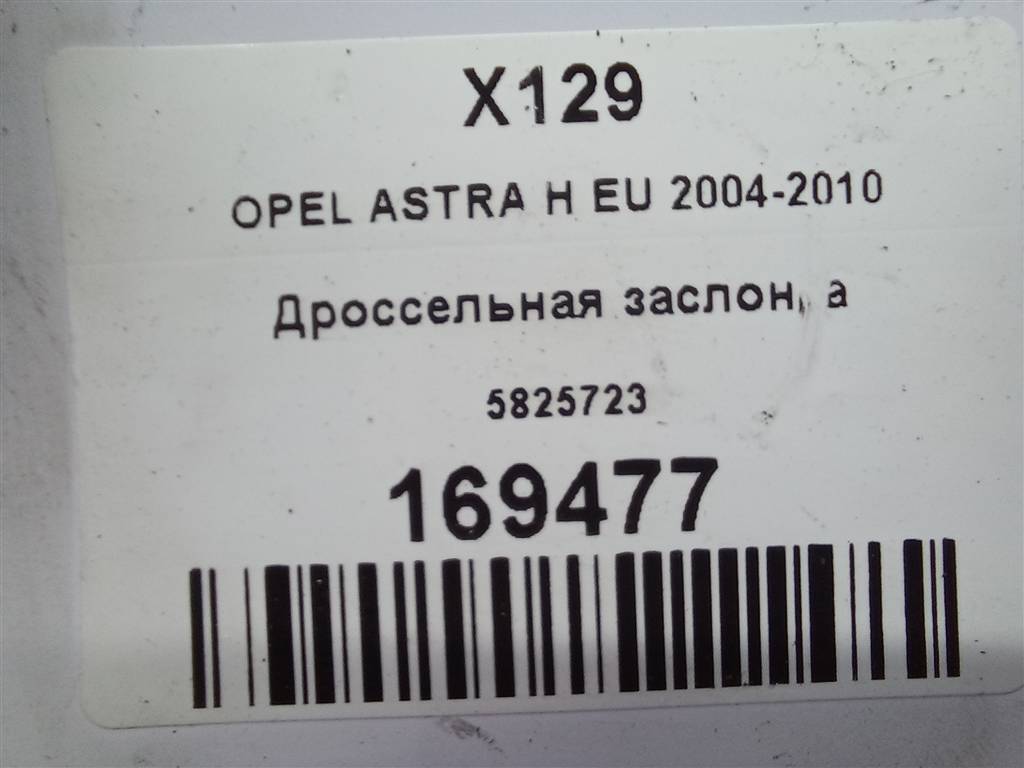 X129
OPEL ASTRA H EU 2004-2010
Дроссельная заслон, а
5825723
169477